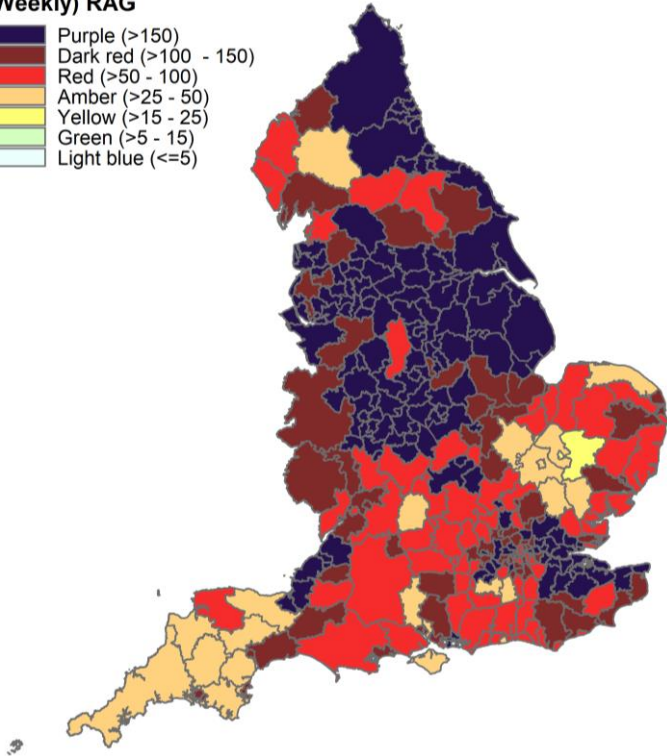 Weekly) RAG
Purple (>150)
Dark red (>100 - 150)
Red (>50 - 100)
Amber (>25 - 50)
Yellow (>15 - 25)
Green (>5 - 15)
Light blue (<=5)